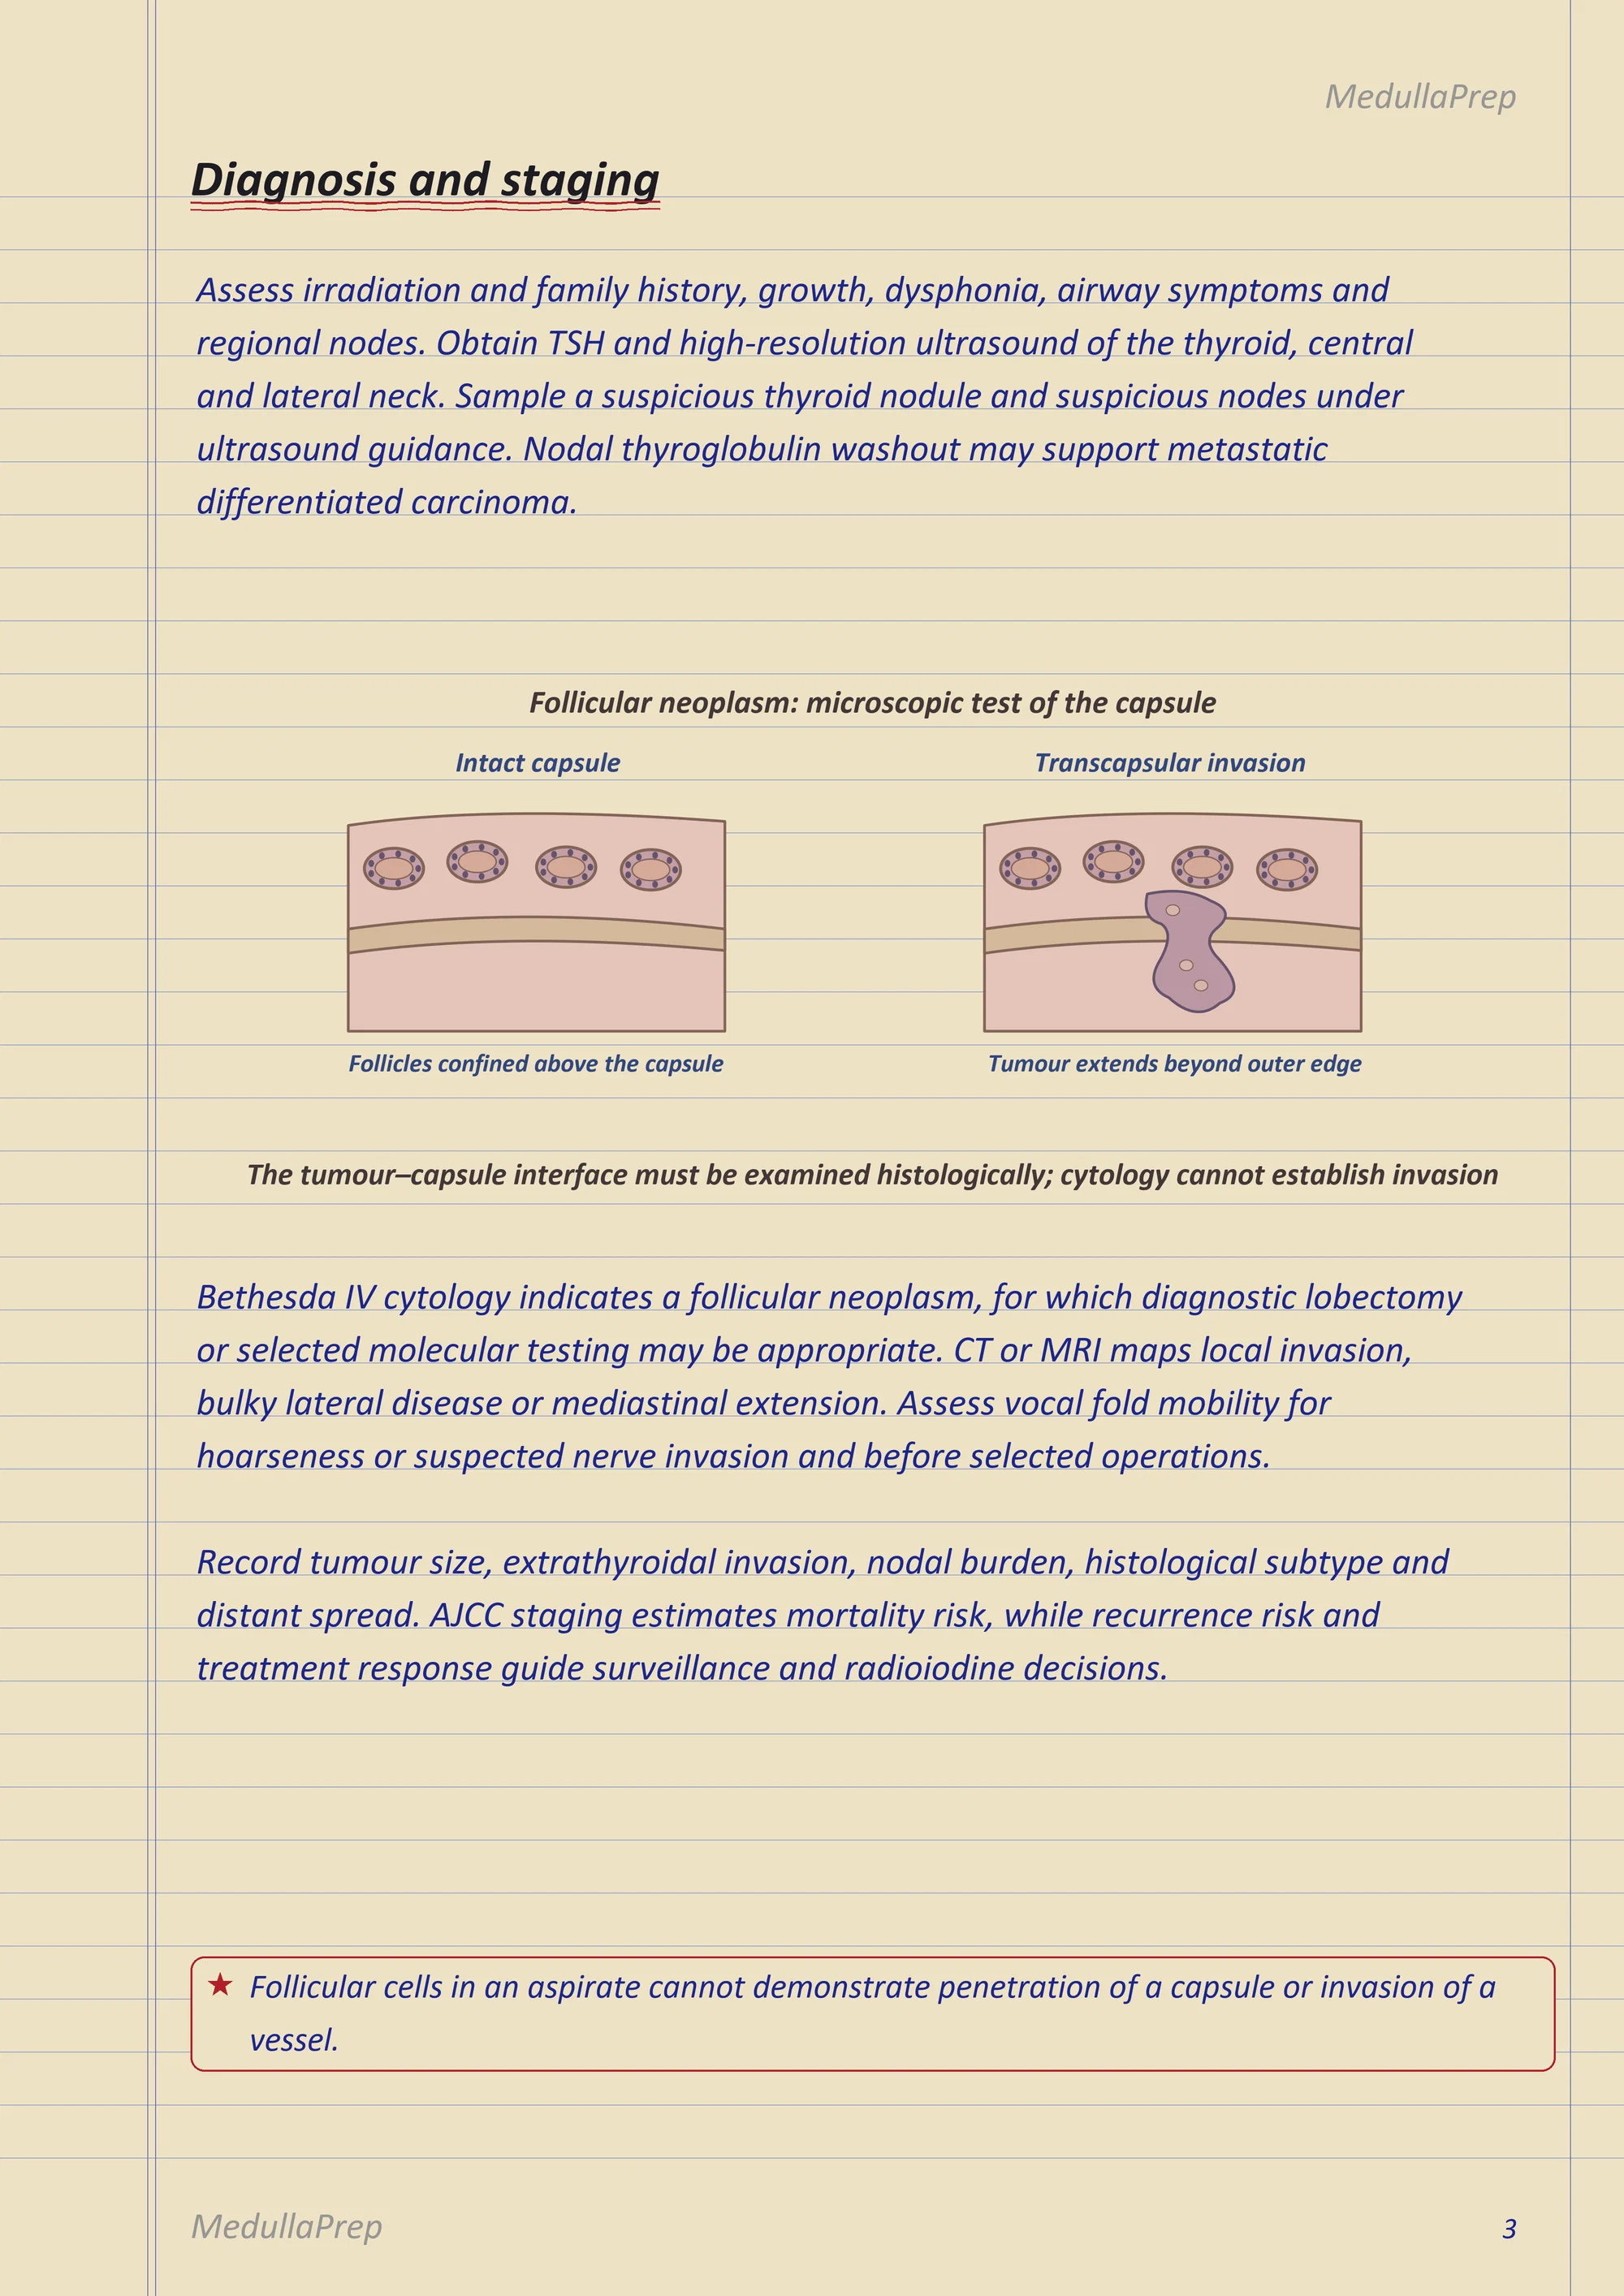 MedullaPrep
Diagnosis and staging
Assess irradiation and family history, growth, dysphonia, airway symptoms and
regional nodes. Obtain TSH and high-resolution ultrasound of the thyroid, central
and lateral neck. Sample a suspicious thyroid nodule and suspicious nodes under
ultrasound guidance. Nodal thyroglobulin washout may support metastatic
differentiated carcinoma.
Follicular neoplasm: microscopic test of the capsule
Intact capsule
Transcapsular invasion
Follicles confined above the capsule
Tumour extends beyond outer edge
The tumour–capsule interface must be examined histologically; cytology cannot establish invasion
Bethesda IV cytology indicates a follicular neoplasm, for which diagnostic lobectomy
or selected molecular testing may be appropriate. CT or MRI maps local invasion,
bulky lateral disease or mediastinal extension. Assess vocal fold mobility for
hoarseness or suspected nerve invasion and before selected operations.
Record tumour size, extrathyroidal invasion, nodal burden, histological subtype and
distant spread. AJCC staging estimates mortality risk, while recurrence risk and
treatment response guide surveillance and radioiodine decisions.
★ Follicular cells in an aspirate cannot demonstrate penetration of a capsule or invasion of a
vessel.
MedullaPrep
3